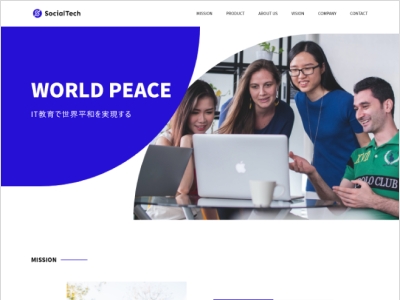 SocialTech
MISSION PRODUCT ABOUT US VISION COMPANY CONTACT
WORLD PEACE
IT教育で世界平和を実現する
POLO CLUB
MISSION